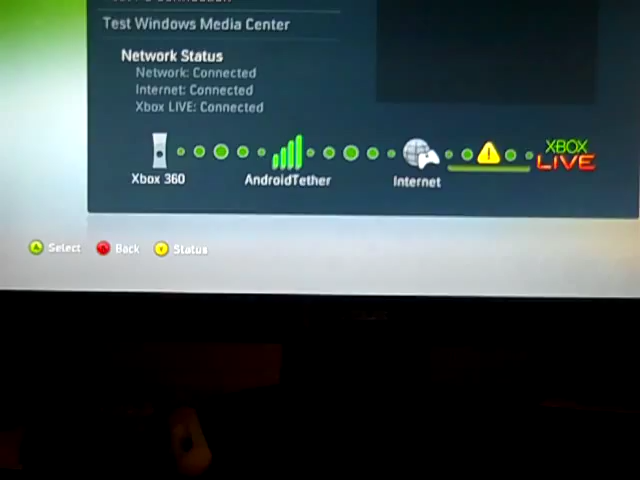 Test Windows Media Center
Network Status
Network: Connected
Internet: Connected
Xbox LIVE: Connected
XBOX
LIVE
Xbox 360
AndroidTether
Internet
Select
Back
Status